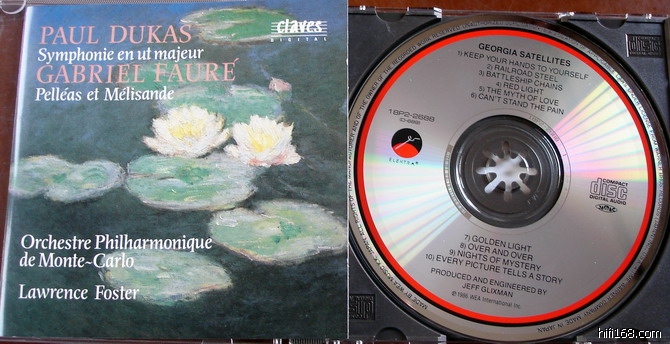 PAUL DUKAS
Symphonie en ut majeur
GABRIEL FAURÉ
Pelléas et Mélisande
claves
DIGITAL
Orchestre Philharmonique
de Monte-Carlo
Lawrence Foster
GEORGIA SATELLITES
1) KEEP YOUR HANDS TO YOURSELF
2) RAILROAD STEEL
3) BATTLESHIP CHAINS
4) RED LIGHT
5) THE MYTH OF LOVE
6) CAN'T STAND THE PAIN
18P2-2688
ELEKTRA
COMPACT
disc
DIGITAL AUDIO
7) GOLDEN LIGHT
8) OVER AND OVER
9) NIGHTS OF MYSTERY
10) EVERY PICTURE TELLS A STORY
PRODUCED AND ENGINEERED BY
JEFF GLIXMAN
℗1986 WEA International Inc.
MADE IN JAPAN
hifi168.com